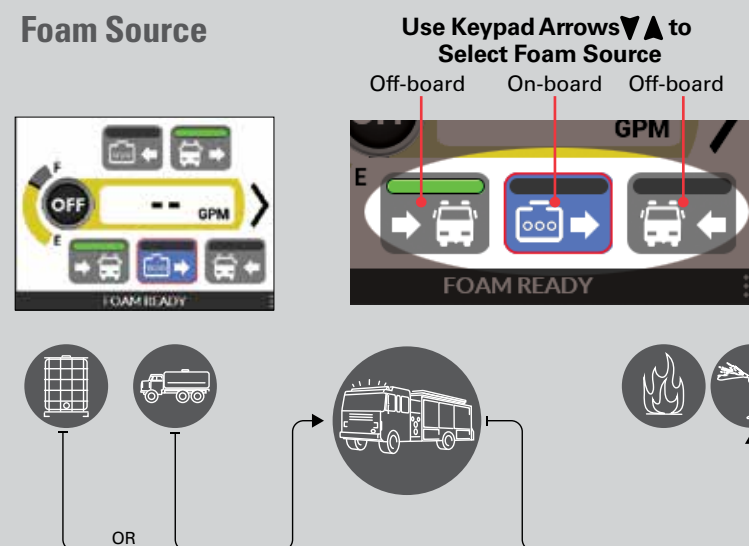 Foam Source
Use Keypad Arrows to
Select Foam Source
Off-board On-board Off-board
F
OFF
-- GPM
E
FOAM READY
GPM
E
FOAM READY
OR